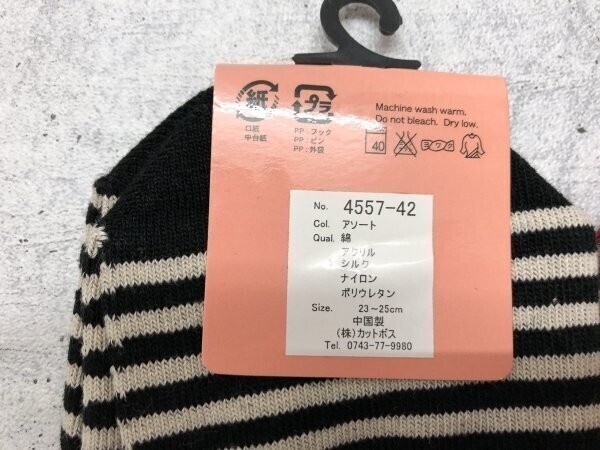 紙
プラ
口紙
中台紙
PP：フック
PP：ピン
PP：外袋
Machine wash warm.
Do not bleach. Dry low.
40
No. 4557-42
Col. アソート
Qual. 綿
アクリル
シルク
ナイロン
ポリウレタン
Size. 23～25cm
中国製
(株)カットボス
Tel. 0743-77-9980